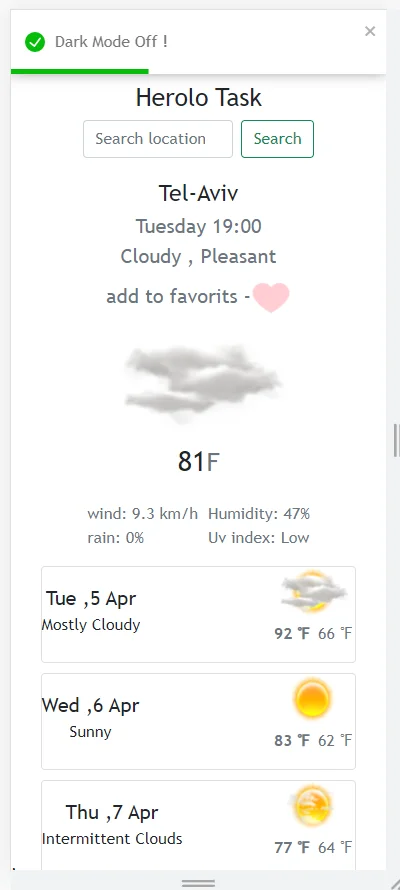 Dark Mode Off !
×
Herolo Task
Search location
Search
Tel-Aviv
Tuesday 19:00
Cloudy , Pleasant
add to favorits -
81F
wind: 9.3 km/h Humidity: 47%
rain: 0% Uv index: Low
Tue ,5 Apr
Mostly Cloudy
92 °F 66 °F
Wed ,6 Apr
Sunny
83 °F 62 °F
Thu ,7 Apr
Intermittent Clouds
77 °F 64 °F